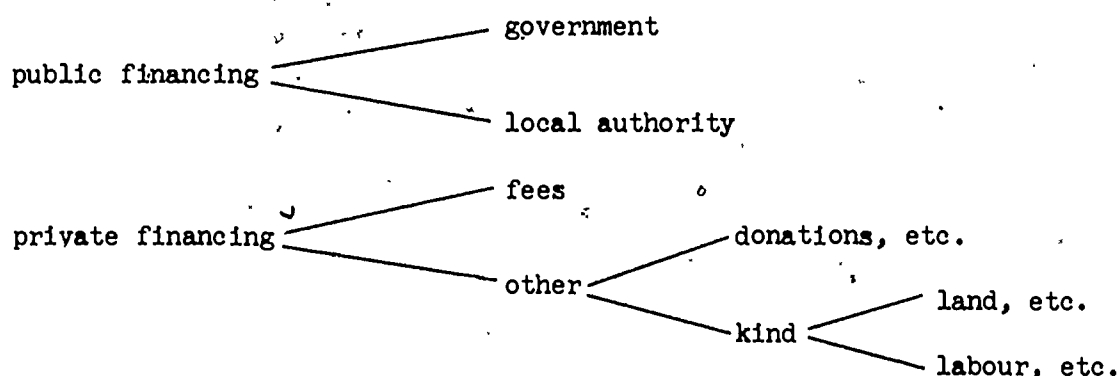 government
public financing
local authority
fees
private financing
donations, etc.
other
land, etc.
kind
labour, etc.